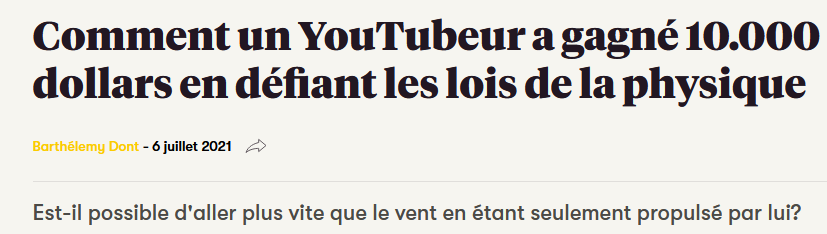 Comment un YouTubeur a gagné 10.000
dollars en défiant les lois de la physique
Barthélemy Dont - 6 juillet 2021
Est-il possible d'aller plus vite que le vent en étant seulement propulsé par lui?